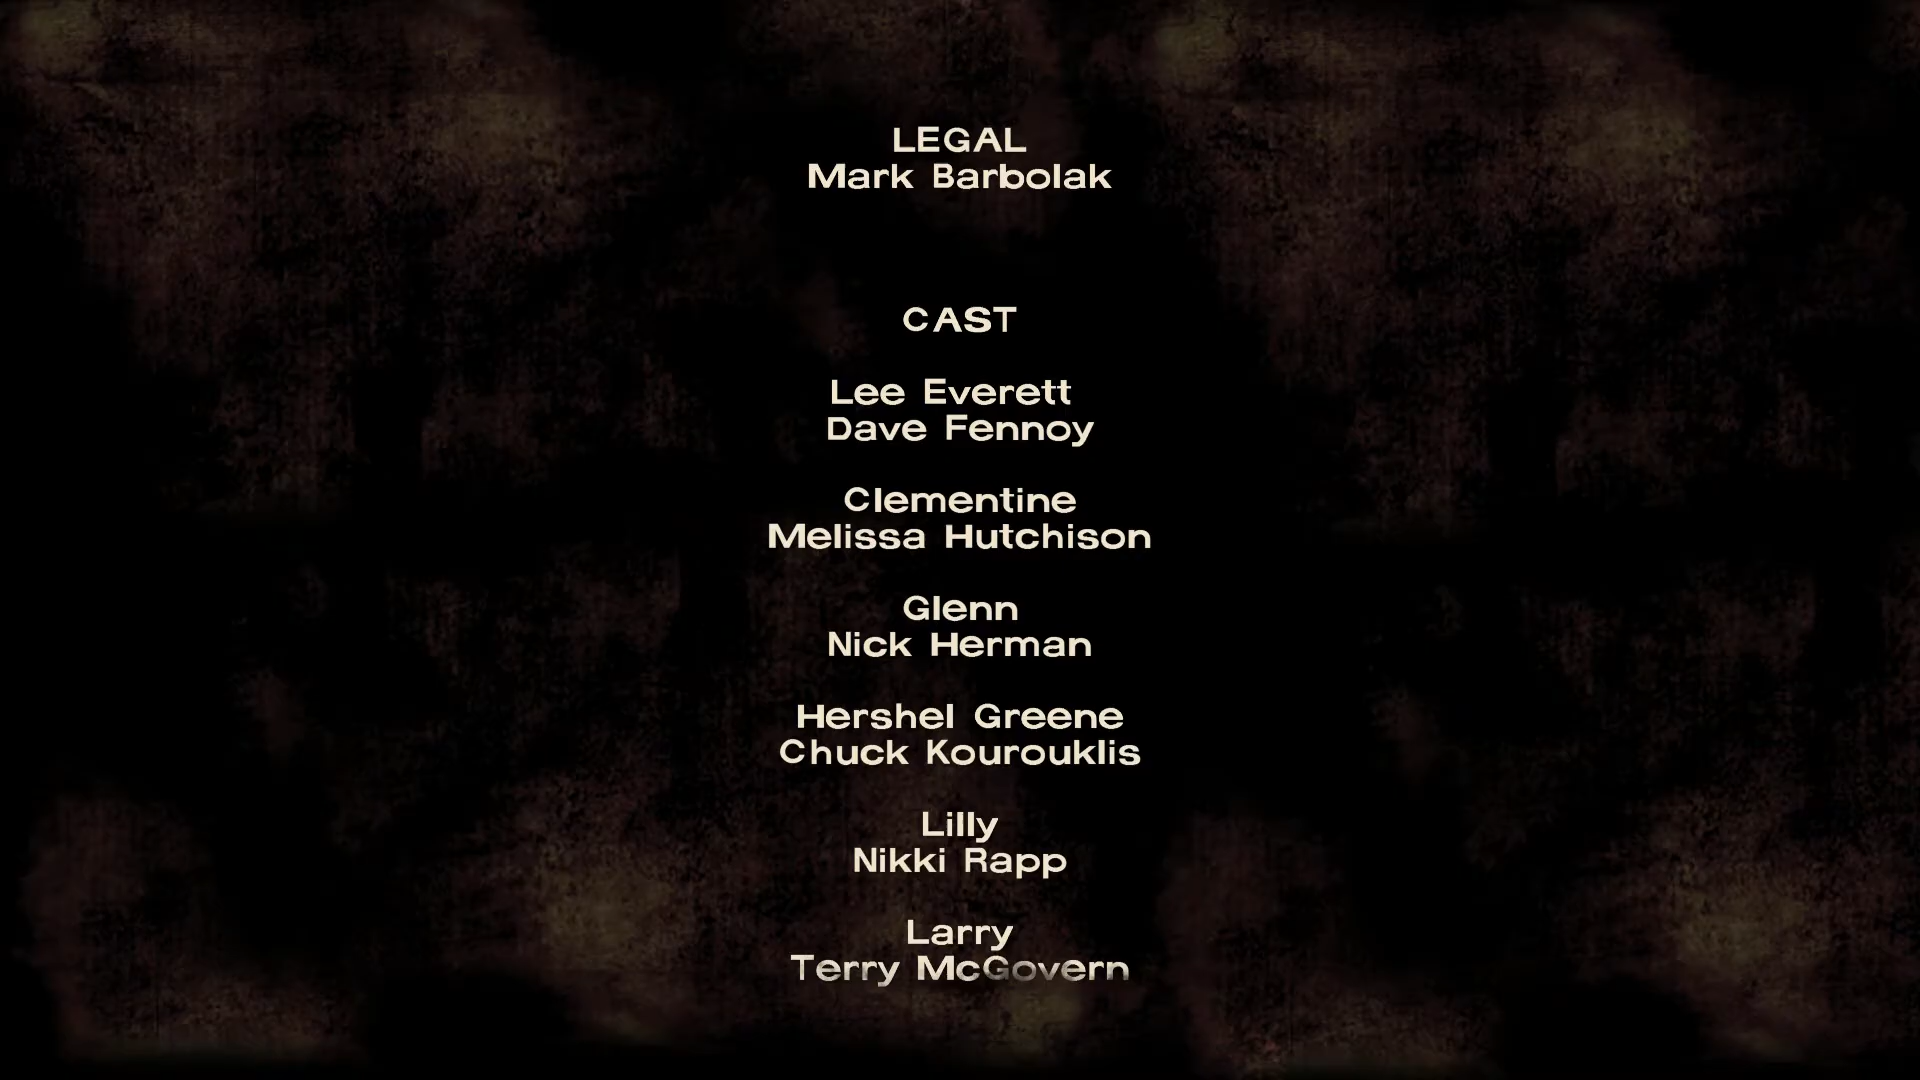 LEGAL
Mark Barbolak
CAST
Lee Everett
Dave Fennoy
Clementine
Melissa Hutchison
Glenn
Nick Herman
Hershel Greene
Chuck Kourouklis
Lilly
Nikki Rapp
Larry
Terry McGovern